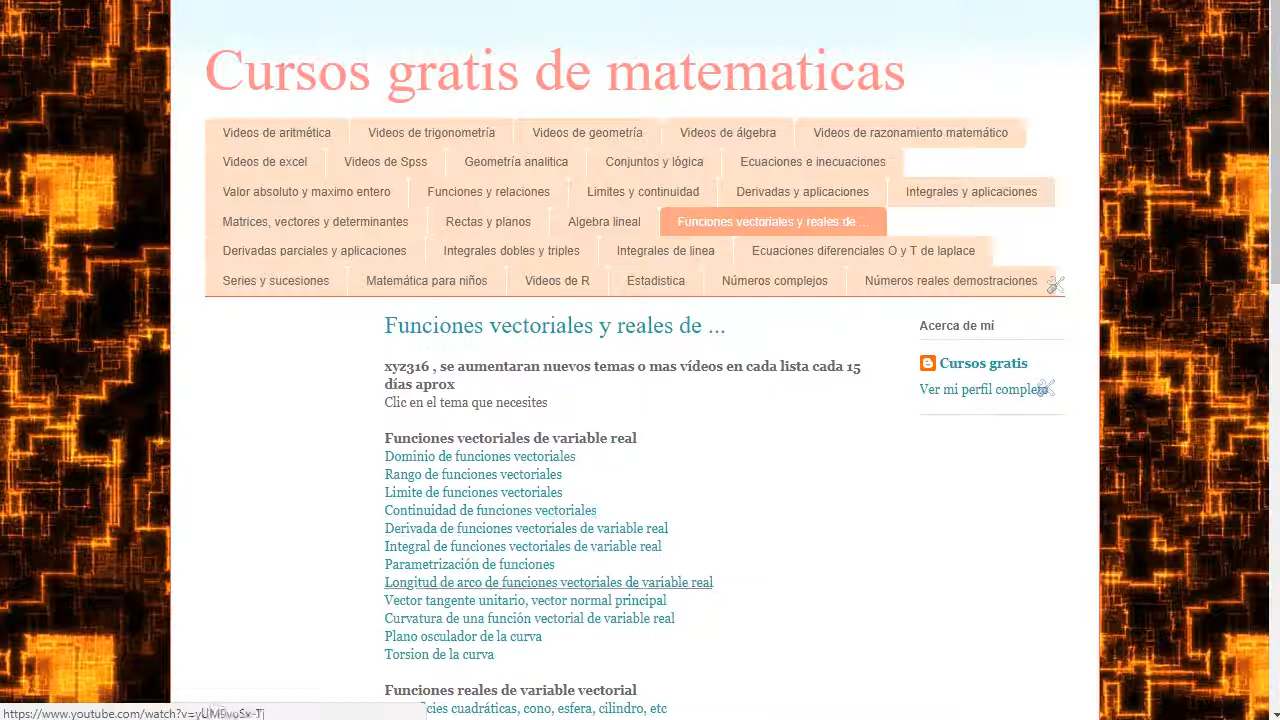 Cursos gratis de matematicas
Videos de aritmética Videos de trigonometría Videos de geometría Videos de álgebra Videos de razonamiento matemático
Videos de excel Videos de Spss Geometría analítica Conjuntos y lógica Ecuaciones e inecuaciones
Valor absoluto y maximo entero Funciones y relaciones Limites y continuidad Derivadas y aplicaciones Integrales y aplicaciones
Matrices, vectores y determinantes Rectas y planos Algebra lineal Funciones vectoriales y reales de ...
Derivadas parciales y aplicaciones Integrales dobles y triples Integrales de linea Ecuaciones diferenciales O y T de laplace
Series y sucesiones Matemática para niños Videos de R Estadistica Números complejos Números reales demostraciones
Funciones vectoriales y reales de ...
Acerca de mí
xyz316 , se aumentaran nuevos temas o mas vídeos en cada lista cada 15
días aprox
Clic en el tema que necesites
Cursos gratis
Ver mi perfil completo
Funciones vectoriales de variable real
Dominio de funciones vectoriales
Rango de funciones vectoriales
Limite de funciones vectoriales
Continuidad de funciones vectoriales
Derivada de funciones vectoriales de variable real
Integral de funciones vectoriales de variable real
Parametrización de funciones
Longitud de arco de funciones vectoriales de variable real
Vector tangente unitario, vector normal principal
Curvatura de una función vectorial de variable real
Plano osculador de la curva
Torsion de la curva
Funciones reales de variable vectorial
cies cuadráticas, cono, esfera, cilindro, etc